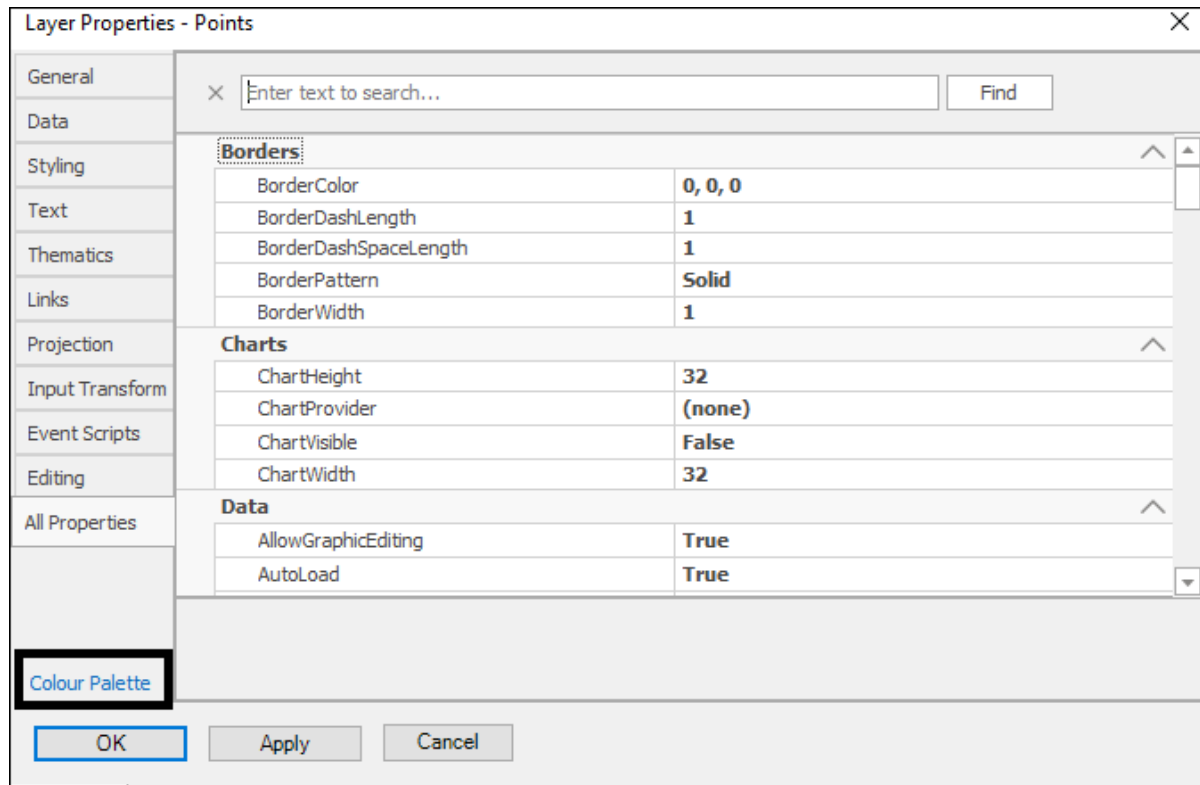 Layer Properties - Points
General
Data
Styling
Text
Thematics
Links
Projection
Input Transform
Event Scripts
Editing
All Properties
Colour Palette
Enter text to search...
Find
Borders
BorderColor 0, 0, 0
BorderDashLength 1
BorderDashSpaceLength 1
BorderPattern Solid
BorderWidth 1
Charts
ChartHeight 32
ChartProvider (none)
ChartVisible False
ChartWidth 32
Data
AllowGraphicEditing True
AutoLoad True
OK Apply Cancel